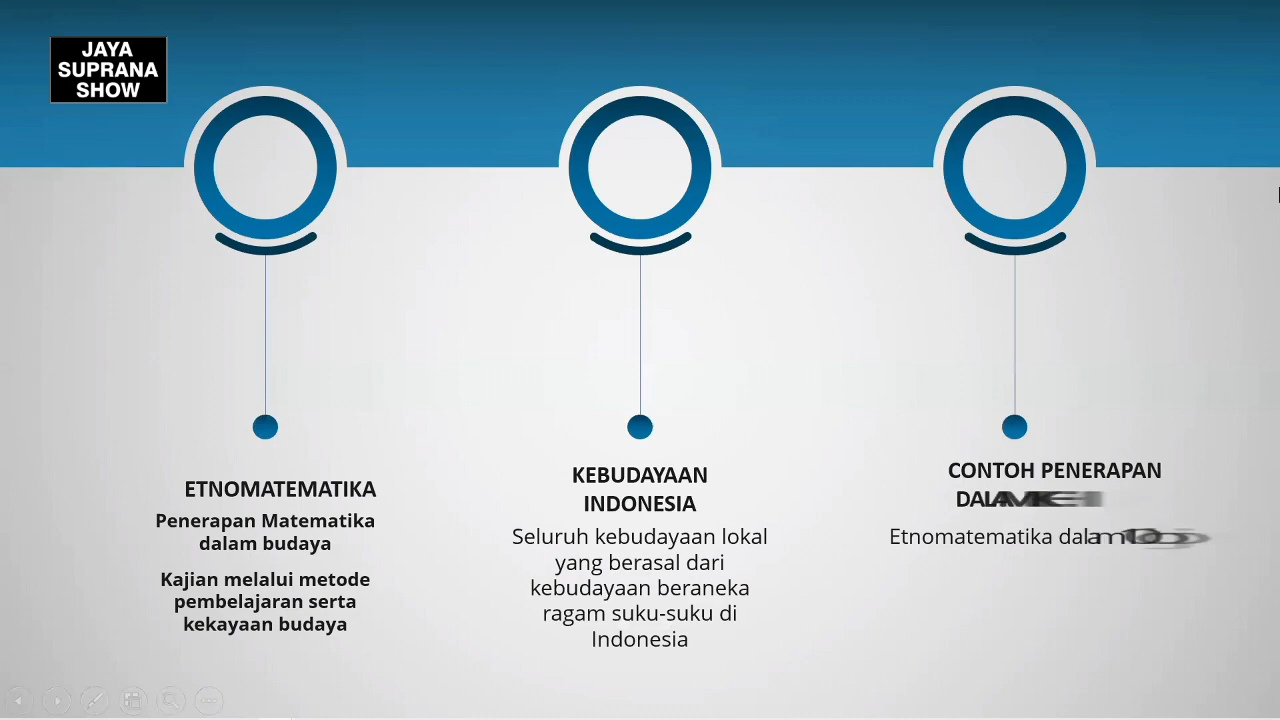 JAYA
SUPRANA
SHOW
ETNOMATEMATIKA
Penerapan Matematika
dalam budaya
Kajian melalui metode
pembelajaran serta
kekayaan budaya
KEBUDAYAAN
INDONESIA
Seluruh kebudayaan lokal
yang berasal dari
kebudayaan beraneka
ragam suku-suku di
Indonesia
CONTOH PENERAPAN
Etnomatematika dalam